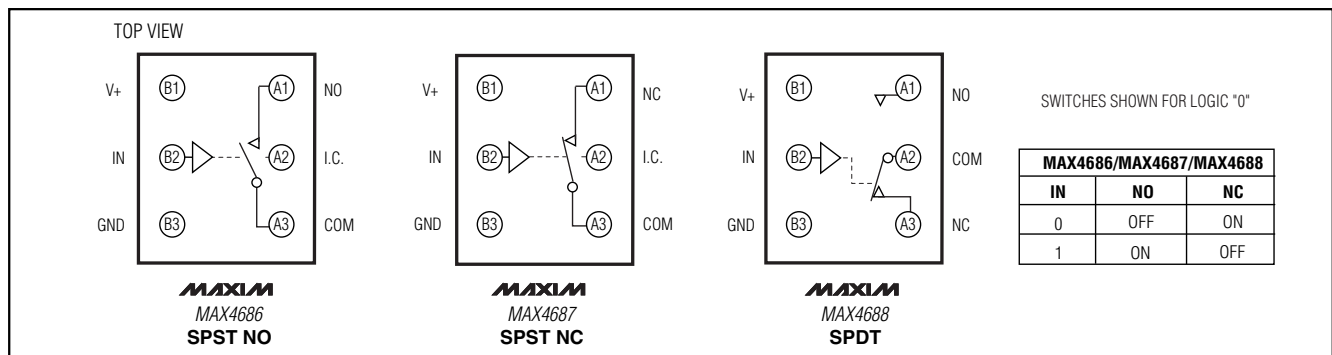 TOP VIEW
V+ B1 A1 NO
IN B2 A2 I.C.
GND B3 A3 COM
MAXIM
MAX4686
SPST NO
V+ B1 A1 NC
IN B2 A2 I.C.
GND B3 A3 COM
MAXIM
MAX4687
SPST NC
V+ B1 A1 NO
IN B2 A2 COM
GND B3 A3 NC
MAXIM
MAX4688
SPDT
SWITCHES SHOWN FOR LOGIC "0"
MAX4686/MAX4687/MAX4688
IN NO NC
0 OFF ON
1 ON OFF